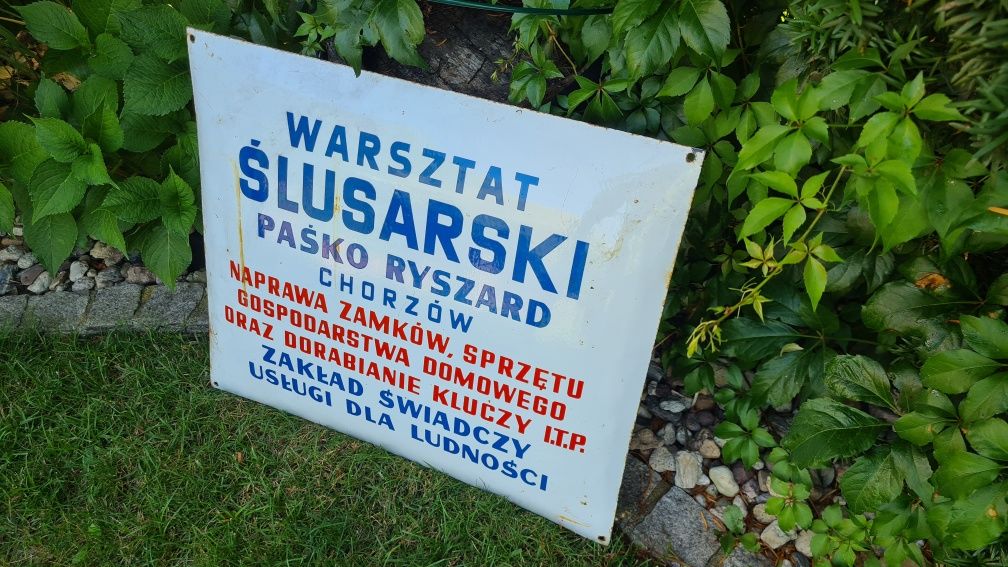 WARSZTAT
ŚLUSARSKI
PAŚKO RYSZARD
CHORZÓW
NAPRAWA ZAMKÓW, SPRZĘTU
GOSPODARSTWA DOMOWEGO
ORAZ DORABIANIE KLUCZY I.T.P.
ZAKŁAD ŚWIADCZY
USŁUGI DLA LUDNOŚCI